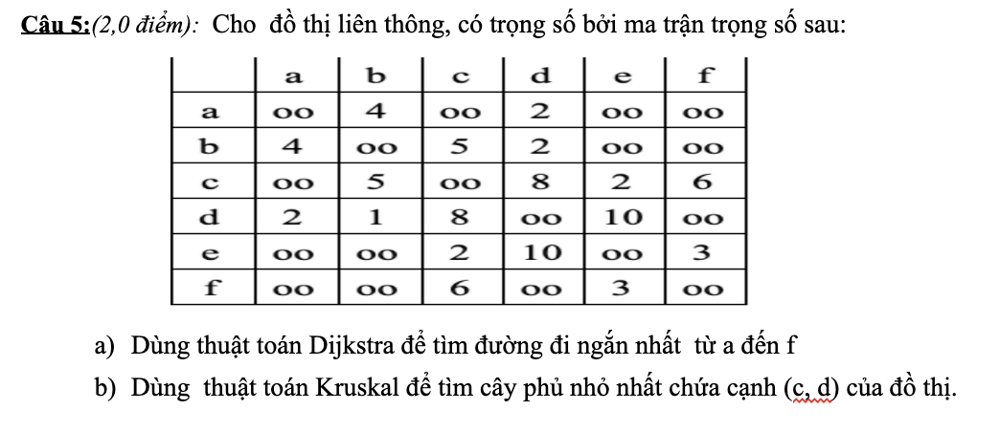 Câu 5:(2,0 điểm): Cho đồ thị liên thông, có trọng số bởi ma trận trọng số sau:
a b c d e f
a oo 4 oo 2 oo oo
b 4 oo 5 2 oo oo
c oo 5 oo 8 2 6
d 2 1 8 oo 10 oo
e oo oo 2 10 oo 3
f oo oo 6 oo 3 oo
a) Dùng thuật toán Dijkstra để tìm đường đi ngắn nhất từ a đến f
b) Dùng thuật toán Kruskal để tìm cây phủ nhỏ nhất chứa cạnh (c, d) của đồ thị.